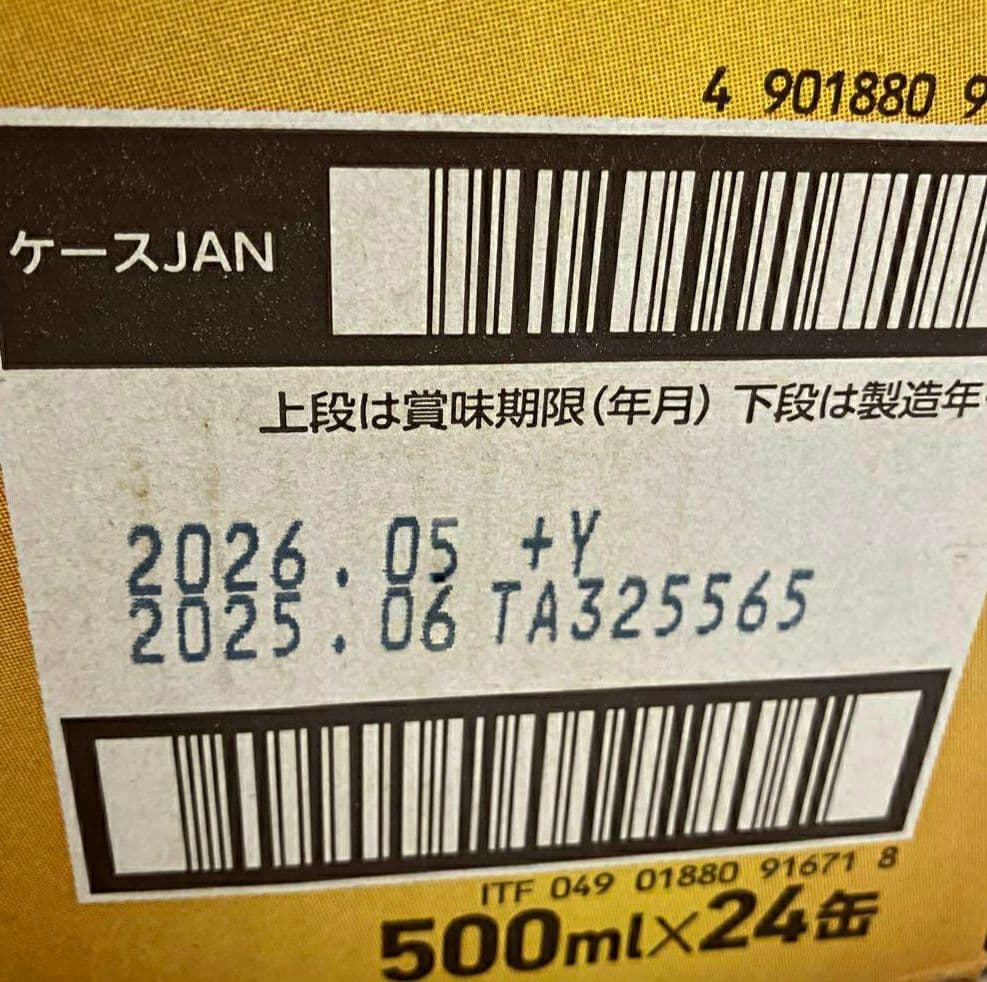 4 901880 9
ケースJAN
上段は賞味期限(年月) 下段は製造年・
2026.05 +Y
2025.06 TA325565
ITF 049 01880 91671 8
500ml×24缶